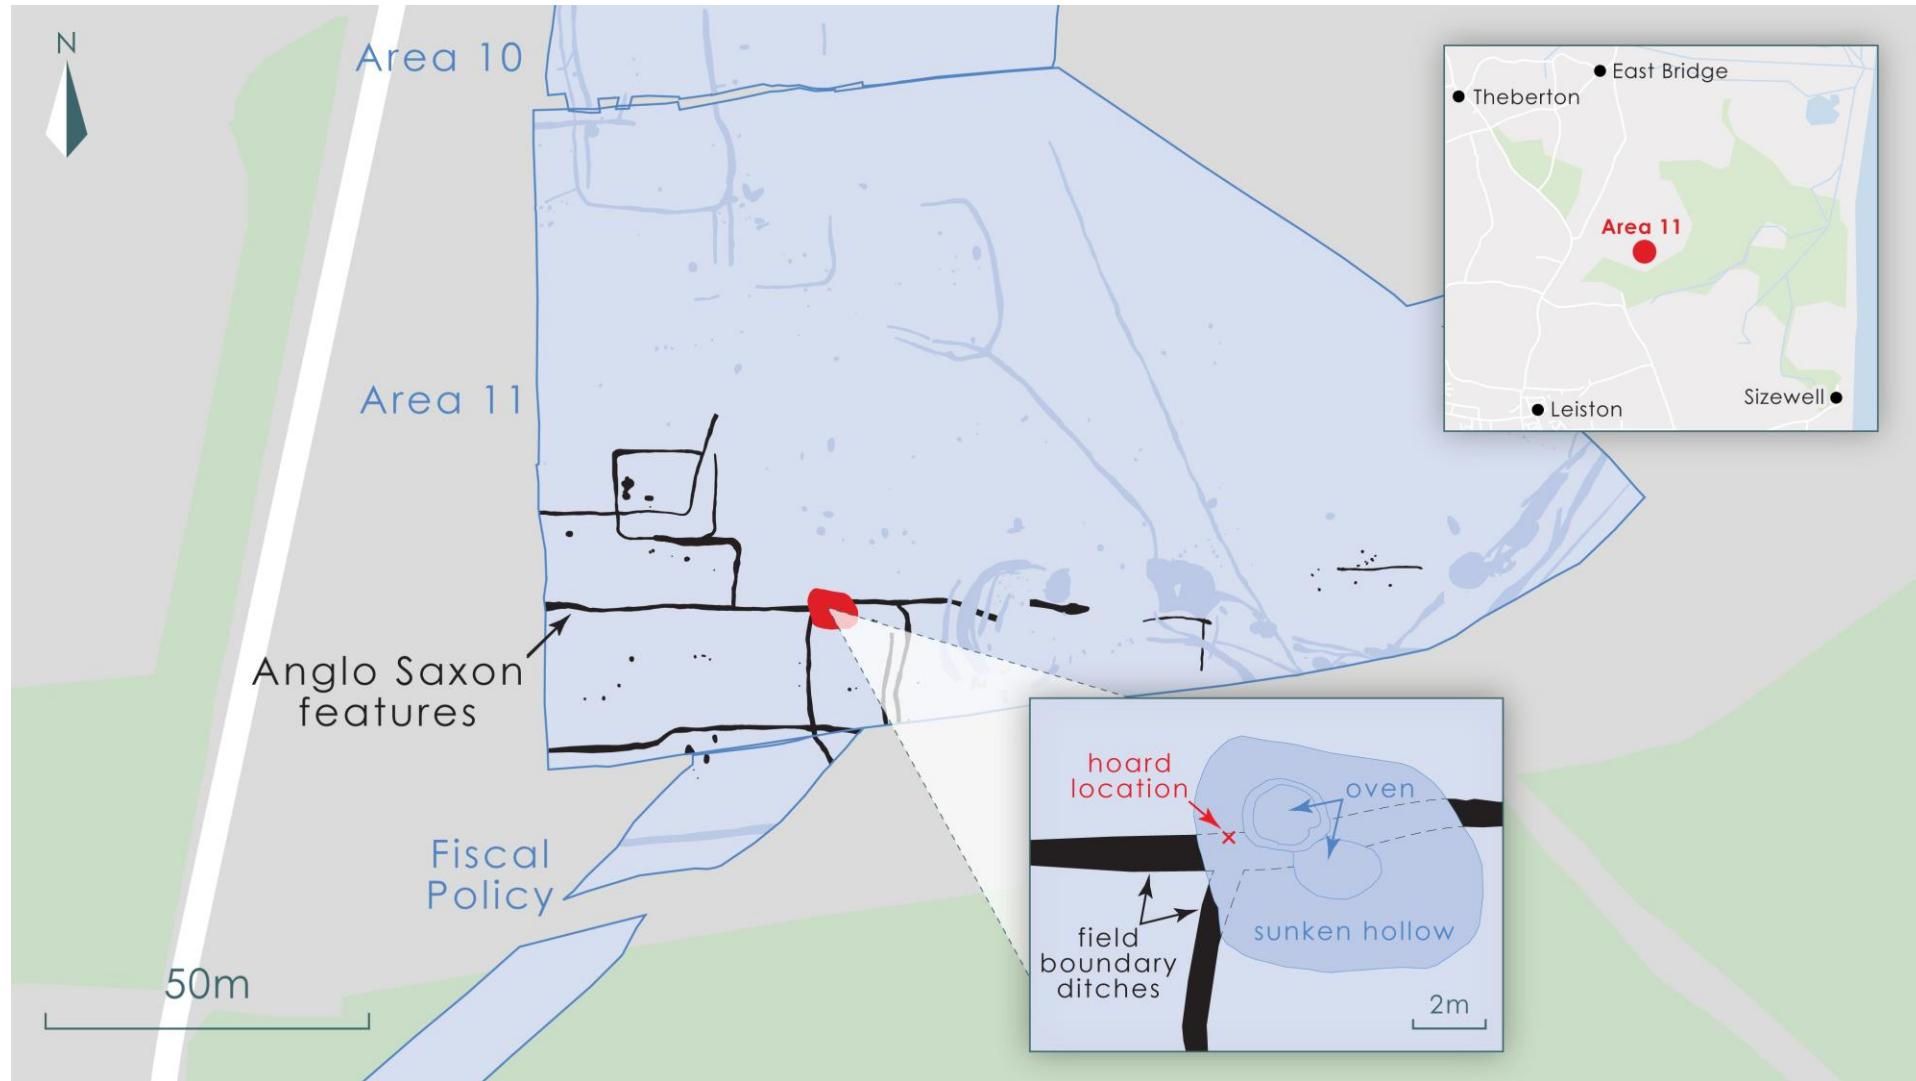 N
Area 10
Area 11
Anglo Saxon
features
Fiscal
Policy
50m
East Bridge
Theberton
Area 11
Leiston
Sizewell
hoard
location
oven
sunken hollow
field
boundary
ditches
2m